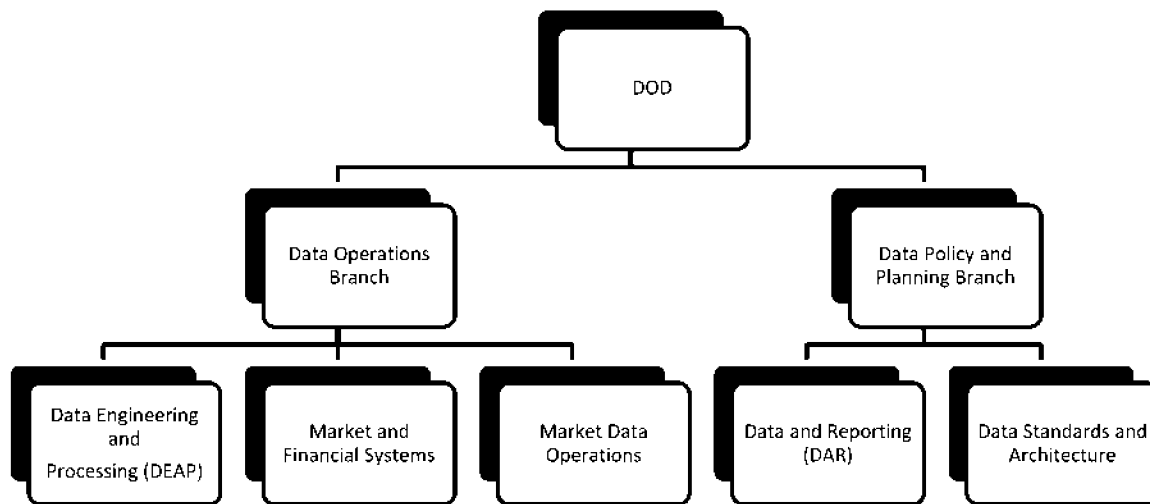 DOD
Data Operations
Branch
Data Policy and
Planning Branch
Data Engineering
and
Processing (DEAP)
Market and
Financial Systems
Market Data
Operations
Data and Reporting
(DAR)
Data Standards and
Architecture